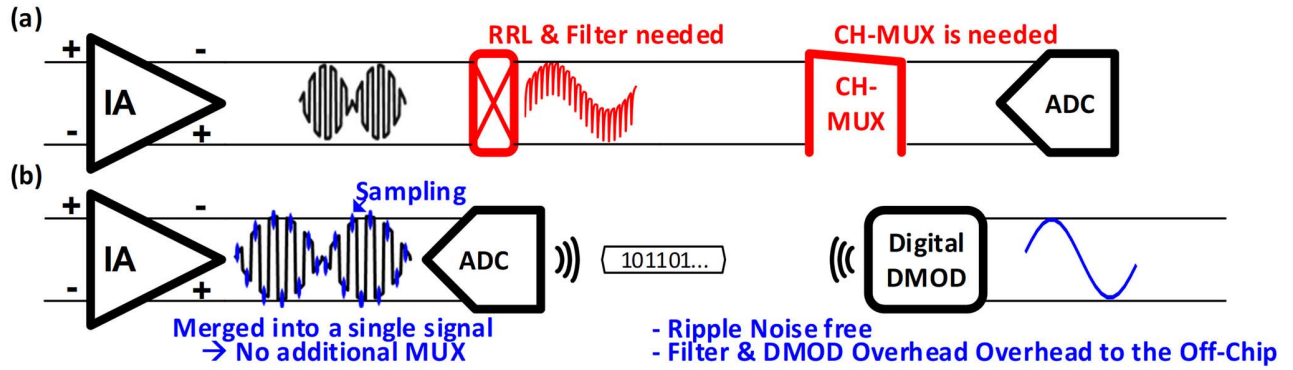 (a)
RRL & Filter needed
CH-MUX is needed
+
-
IA
-
+
CH-
MUX
ADC
(b)
Sampling
+
-
IA
-
+
ADC
101101...
Digital
DMOD
Merged into a single signal
→ No additional MUX
- Ripple Noise free
- Filter & DMOD Overhead Overhead to the Off-Chip